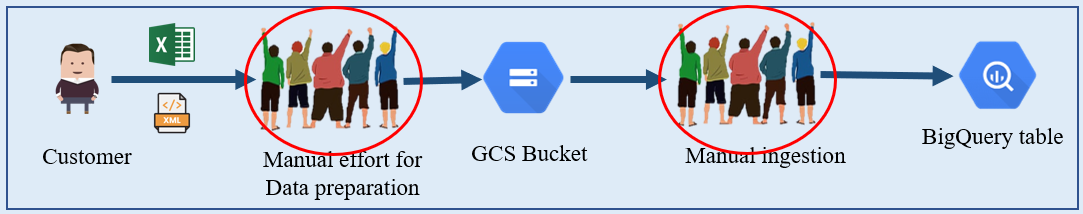 X
</>
XML
Customer
Manual effort for
Data preparation
GCS Bucket
Manual ingestion
BigQuery table